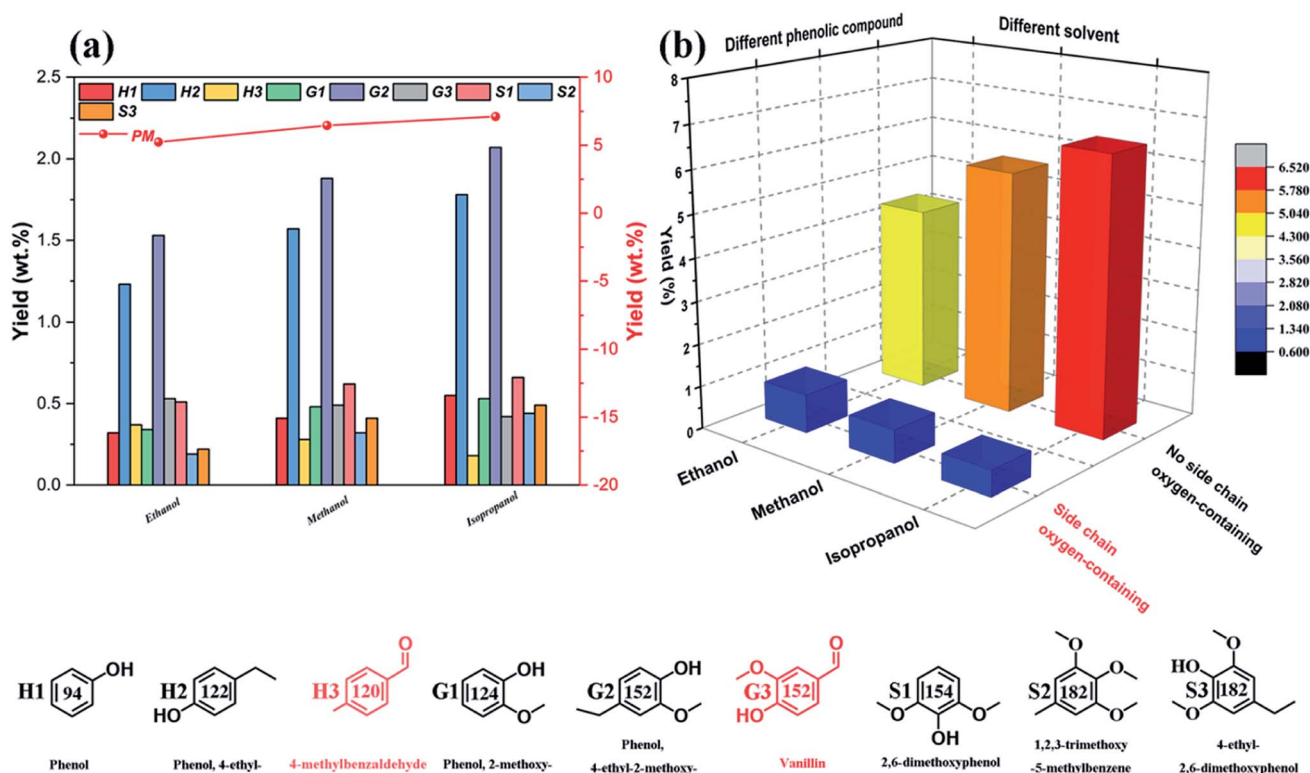 (a)
2.5
2.0
1.5
1.0
0.5
0.0
Yield (wt.%)
H1 H2 H3 G1 G2 G3 S1 S2
S3
PM
10
5
0
-5
-10
-15
-20
Yield (wt.%)
Ethanol Methanol Isopropanol
(b)
Different phenolic compound
Different solvent
8
7
6
5
4
3
2
1
0
Yield (%)
Ethanol
Methanol
Isopropanol
Side chain
oxygen-containing
No side chain
oxygen-containing
6.520
5.780
5.040
4.300
3.560
2.820
2.080
1.340
0.600
H1 94 OH
Phenol
H2 122 HO
Phenol, 4-ethyl-
H3 120 O
4-methylbenzaldehyde
G1 124 OH O
Phenol, 2-methoxy-
G2 152 OH O
Phenol,
4-ethyl-2-methoxy-
G3 152 O O OH
Vanillin
S1 154 O O OH
2,6-dimethoxyphenol
S2 182 O O O
1,2,3-trimethoxy
-5-methylbenzene
S3 182 O HO O
4-ethyl-
2,6-dimethoxyphenol